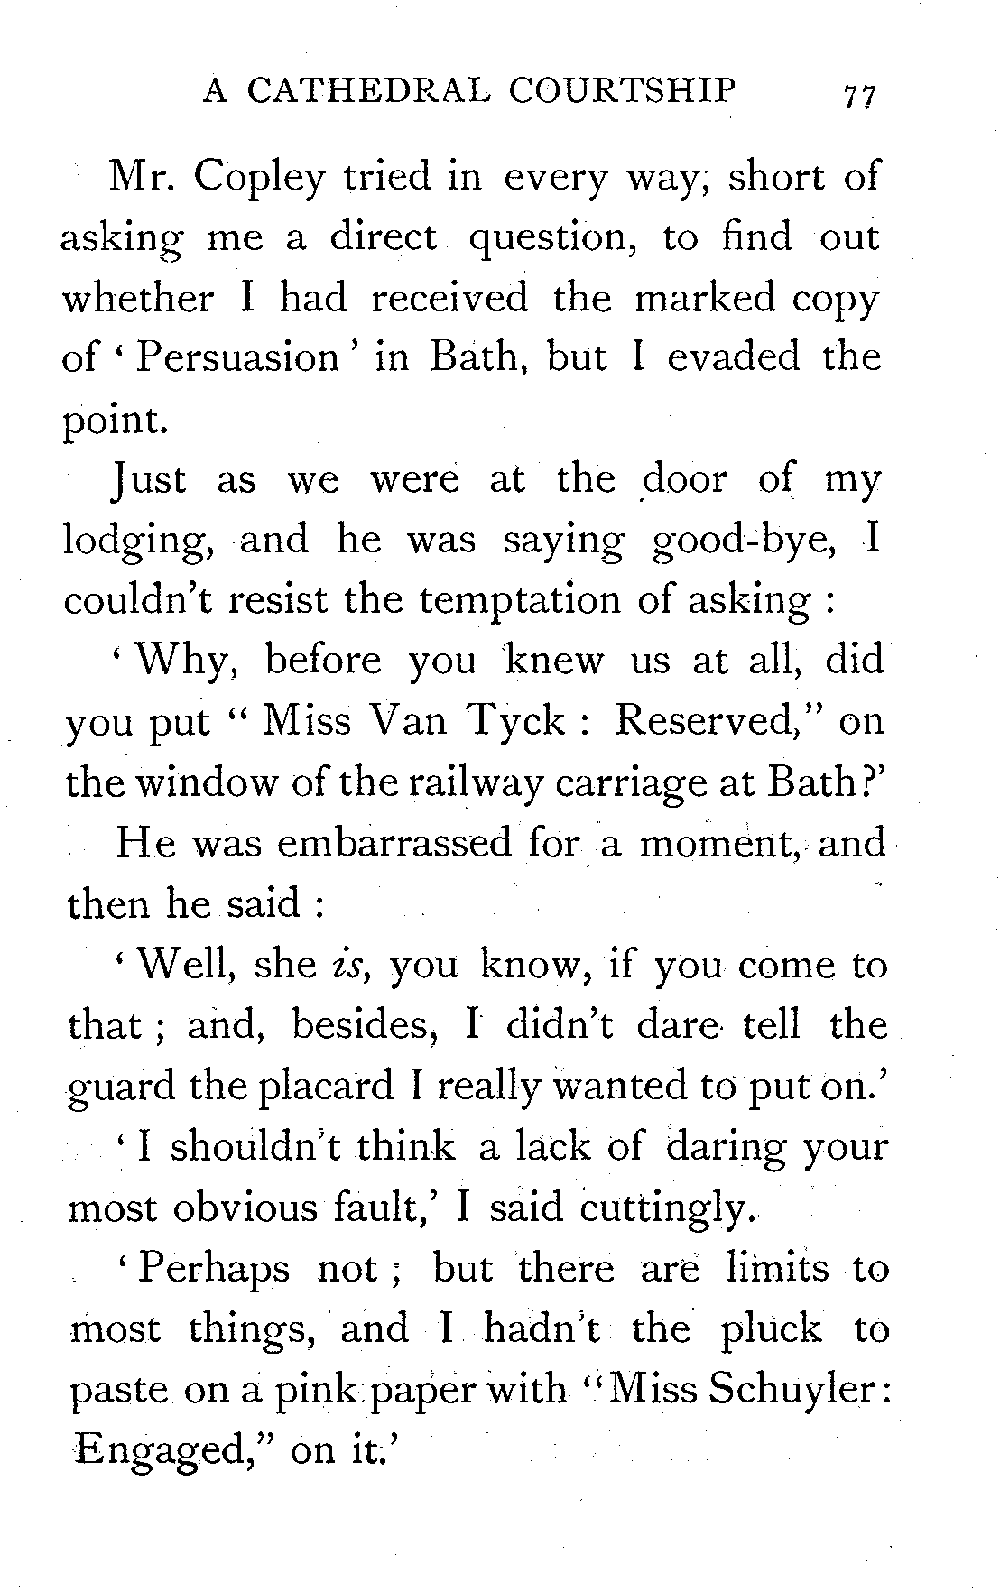 A CATHEDRAL COURTSHIP 77
Mr. Copley tried in every way, short of
asking me a direct question, to find out
whether I had received the marked copy
of ‘ Persuasion ’ in Bath, but I evaded the
point.
Just as we were at the door of my
lodging, and he was saying good-bye, I
couldn’t resist the temptation of asking :
‘ Why, before you knew us at all, did
you put “ Miss Van Tyck : Reserved,” on
the window of the railway carriage at Bath?’
He was embarrassed for a moment, and
then he said :
‘ Well, she is, you know, if you come to
that ; and, besides, I didn’t dare tell the
guard the placard I really wanted to put on.’
‘ I shouldn’t think a lack of daring your
most obvious fault,’ I said cuttingly.
‘ Perhaps not ; but there are limits to
most things, and I hadn’t the pluck to
paste on a pink paper with “Miss Schuyler:
Engaged,” on it.’